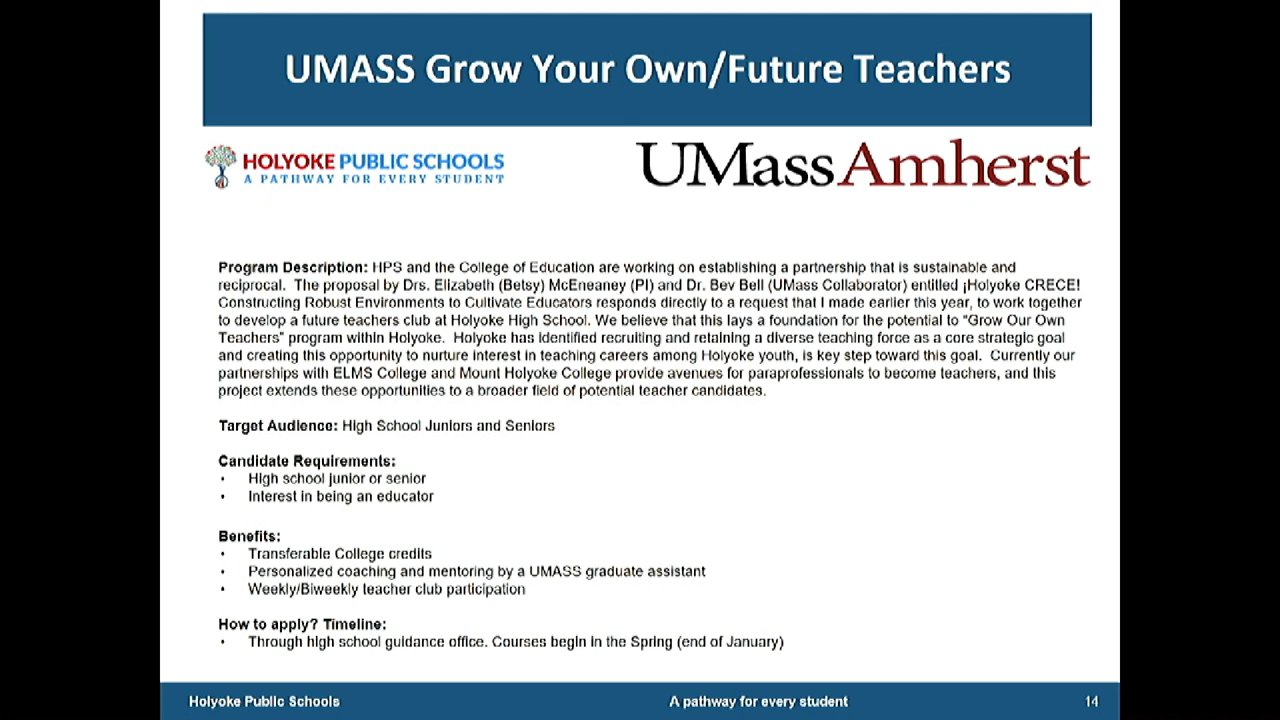 UMASS Grow Your Own/Future Teachers
HOLYOKE PUBLIC SCHOOLS
A PATHWAY FOR EVERY STUDENT
UMassAmherst
Program Description: HPS and the College of Education are working on establishing a partnership that is sustainable and
reciprocal. The proposal by Drs. Elizabeth (Betsy) McEneaney (PI) and Dr. Bev Bell (UMass Collaborator) entitled ¡Holyoke CRECE!
Constructing Robust Environments to Cultivate Educators responds directly to a request that I made earlier this year, to work together
to develop a future teachers club at Holyoke High School. We believe that this lays a foundation for the potential to "Grow Our Own
Teachers" program within Holyoke. Holyoke has identified recruiting and retaining a diverse teaching force as a core strategic goal
and creating this opportunity to nurture interest in teaching careers among Holyoke youth, is key step toward this goal. Currently our
partnerships with ELMS College and Mount Holyoke College provide avenues for paraprofessionals to become teachers, and this
project extends these opportunities to a broader field of potential teacher candidates.
Target Audience: High School Juniors and Seniors
Candidate Requirements:
• High school junior or senior
• Interest in being an educator
Benefits:
• Transferable College credits
• Personalized coaching and mentoring by a UMASS graduate assistant
• Weekly/Biweekly teacher club participation
How to apply? Timeline:
• Through high school guidance office. Courses begin in the Spring (end of January)
Holyoke Public Schools
A pathway for every student
14